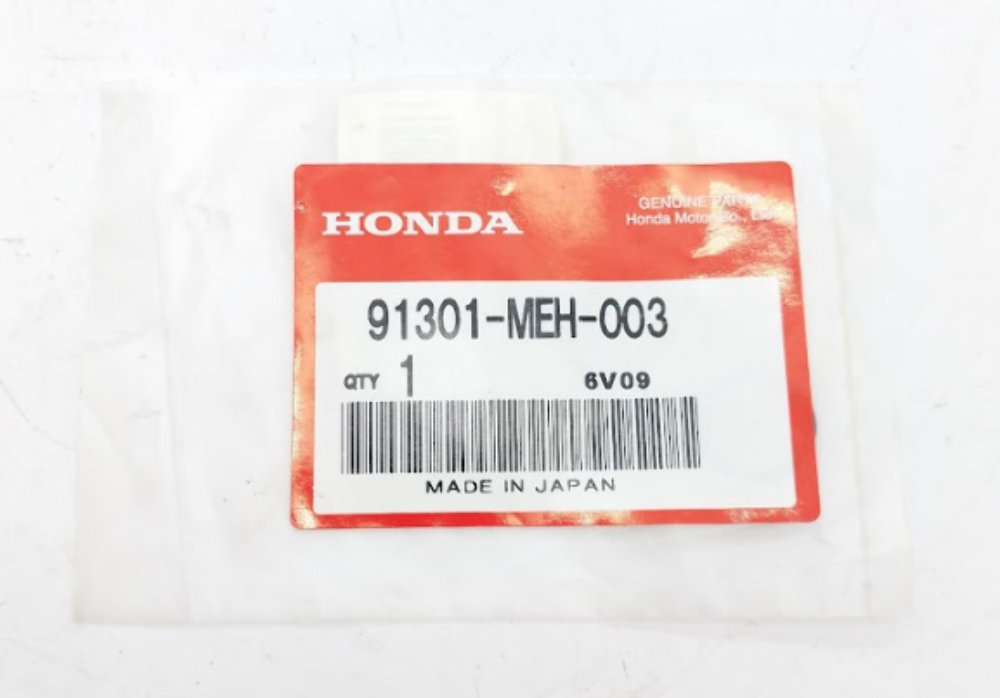 HONDA
GENUINE PARTS
Honda Motor Co., Ltd.
91301-MEH-003
QTY 1
6V09
MADE IN JAPAN